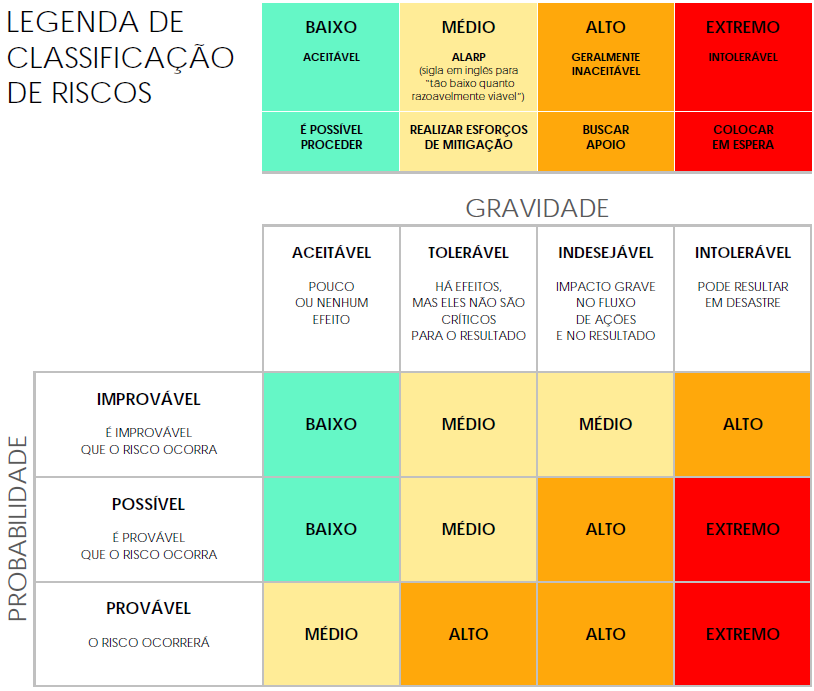 LEGENDA DE
CLASSIFICAÇÃO
DE RISCOS
BAIXO
ACEITÁVEL
É POSSÍVEL
PROCEDER
MÉDIO
ALARP
(sigla em inglês para
"tão baixo quanto
razoavelmente viável")
REALIZAR ESFORÇOS
DE MITIGAÇÃO
ALTO
GERALMENTE
INACEITÁVEL
BUSCAR
APOIO
EXTREMO
INTOLERÁVEL
COLOCAR
EM ESPERA
GRAVIDADE
ACEITÁVEL
POUCO
OU NENHUM
EFEITO
TOLERÁVEL
HÁ EFEITOS,
MAS ELES NÃO SÃO
CRÍTICOS
PARA O RESULTADO
INDESEJÁVEL
IMPACTO GRAVE
NO FLUXO
DE AÇÕES
E NO RESULTADO
INTOLERÁVEL
PODE RESULTAR
EM DESASTRE
PROBABILIDADE
IMPROVÁVEL
É IMPROVÁVEL
QUE O RISCO OCORRA
BAIXO
MÉDIO
MÉDIO
ALTO
POSSÍVEL
É PROVÁVEL
QUE O RISCO OCORRA
BAIXO
MÉDIO
ALTO
EXTREMO
PROVÁVEL
O RISCO OCORRERÁ
MÉDIO
ALTO
ALTO
EXTREMO